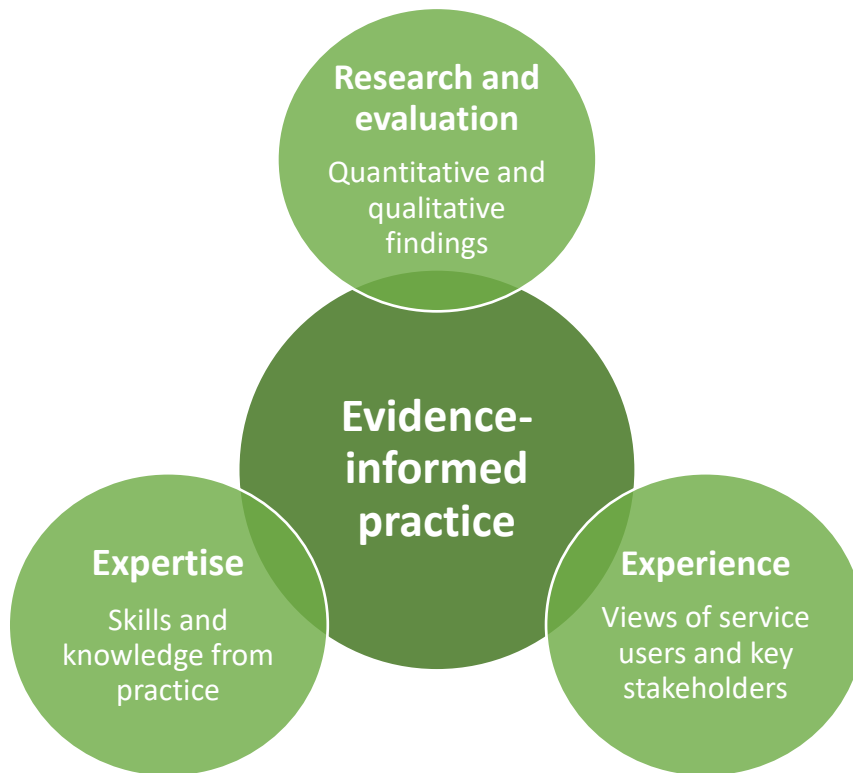 Research and
evaluation
Quantitative and
qualitative
findings
Evidence-
informed
practice
Expertise
Skills and
knowledge from
practice
Experience
Views of service
users and key
stakeholders